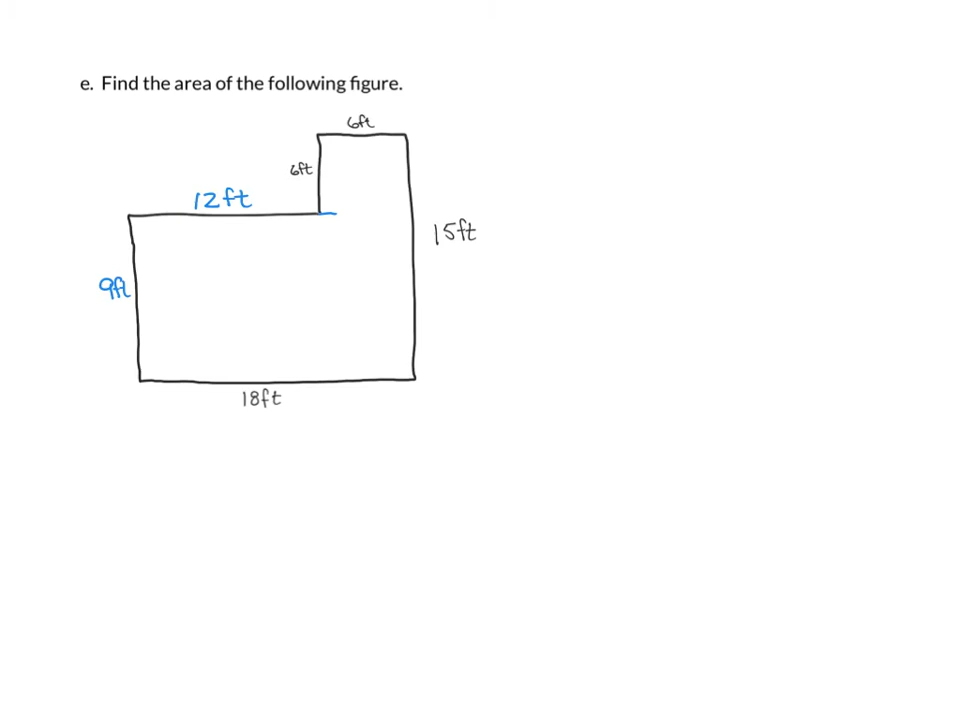 e. Find the area of the following figure.
6ft
6ft
12ft
15ft
9ft
18ft